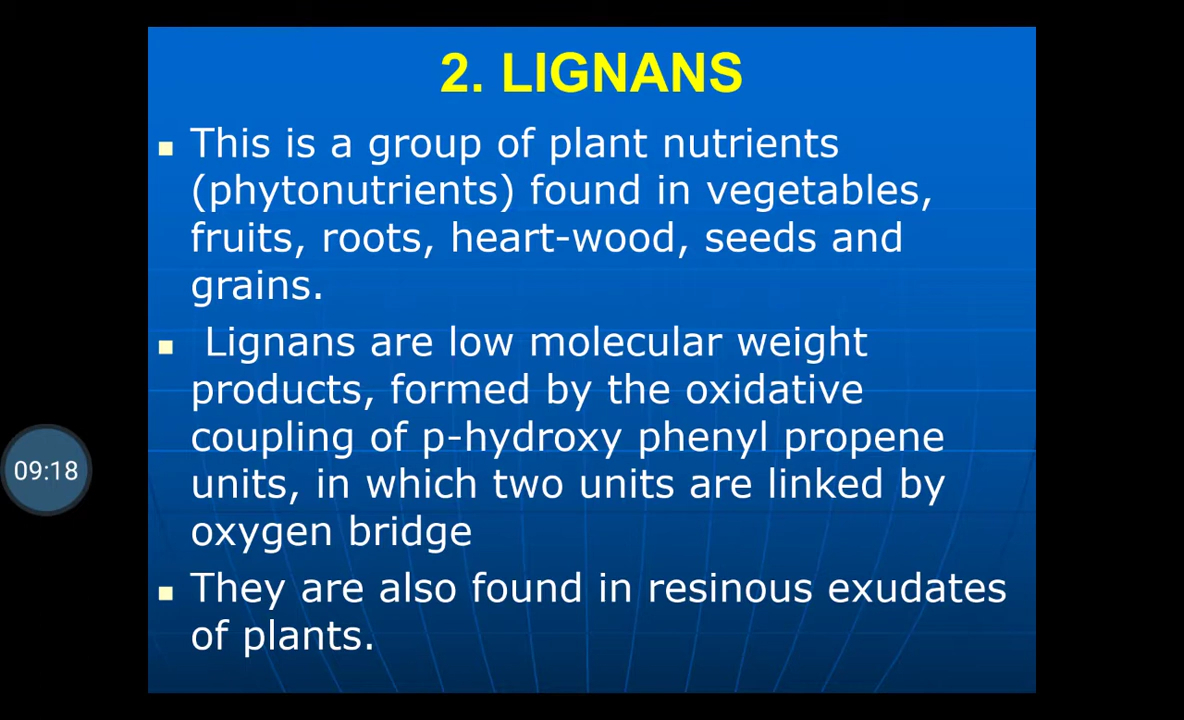 2. LIGNANS
This is a group of plant nutrients
(phytonutrients) found in vegetables,
fruits, roots, heart-wood, seeds and
grains.
Lignans are low molecular weight
products, formed by the oxidative
coupling of p-hydroxy phenyl propene
units, in which two units are linked by
oxygen bridge
They are also found in resinous exudates
of plants.
09:18